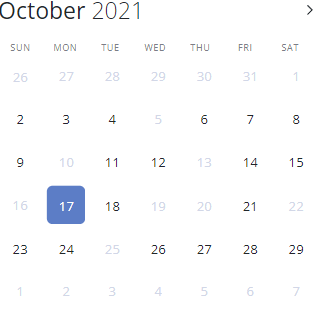 October 2021
SUN MON TUE WED THU FRI SAT
26 27 28 29 30 31 1
2 3 4 5 6 7 8
9 10 11 12 13 14 15
16 17 18 19 20 21 22
23 24 25 26 27 28 29
1 2 3 4 5 6 7